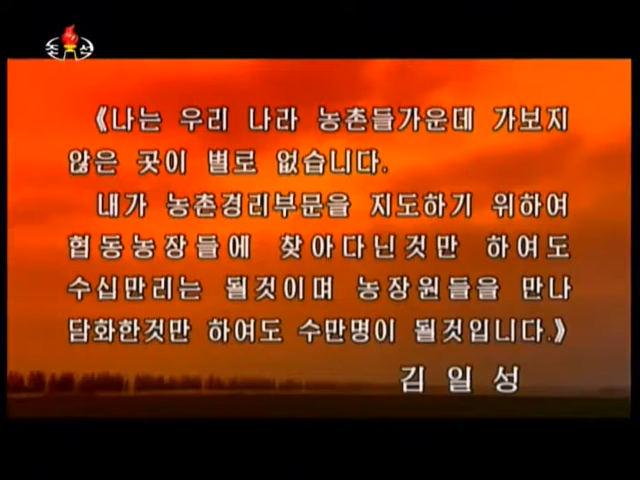 조선
《나는 우리 나라 농촌들가운데 가보지
않은 곳이 별로 없습니다.
내가 농촌경리부문을 지도하기 위하여
협동농장들에 찾아다닌것만 하여도
수십만리는 될것이며 농장원들을 만나
담화한것만 하여도 수만명이 될것입니다.》
김일성